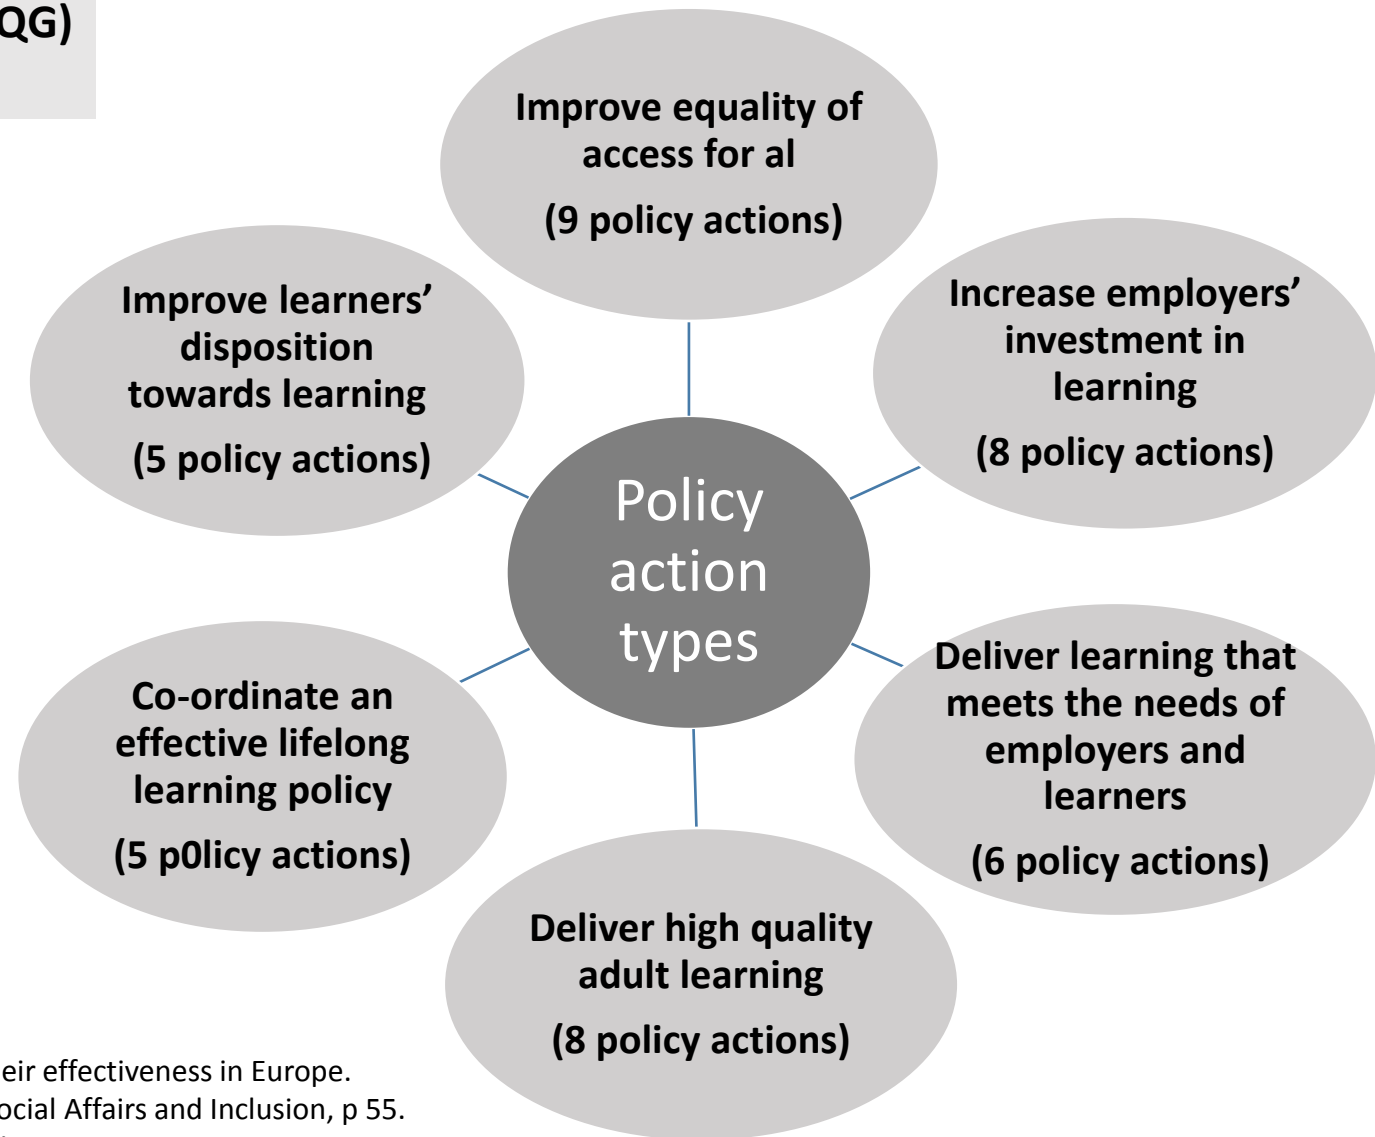 QG)
Improve equality of
access for al
(9 policy actions)
Increase employers’
investment in
learning
(8 policy actions)
Improve learners’
disposition
towards learning
(5 policy actions)
Policy
action
types
Deliver learning that
meets the needs of
employers and
learners
(6 policy actions)
Co-ordinate an
effective lifelong
learning policy
(5 p0licy actions)
Deliver high quality
adult learning
(8 policy actions)
eir effectiveness in Europe.
ocial Affairs and Inclusion, p 55.